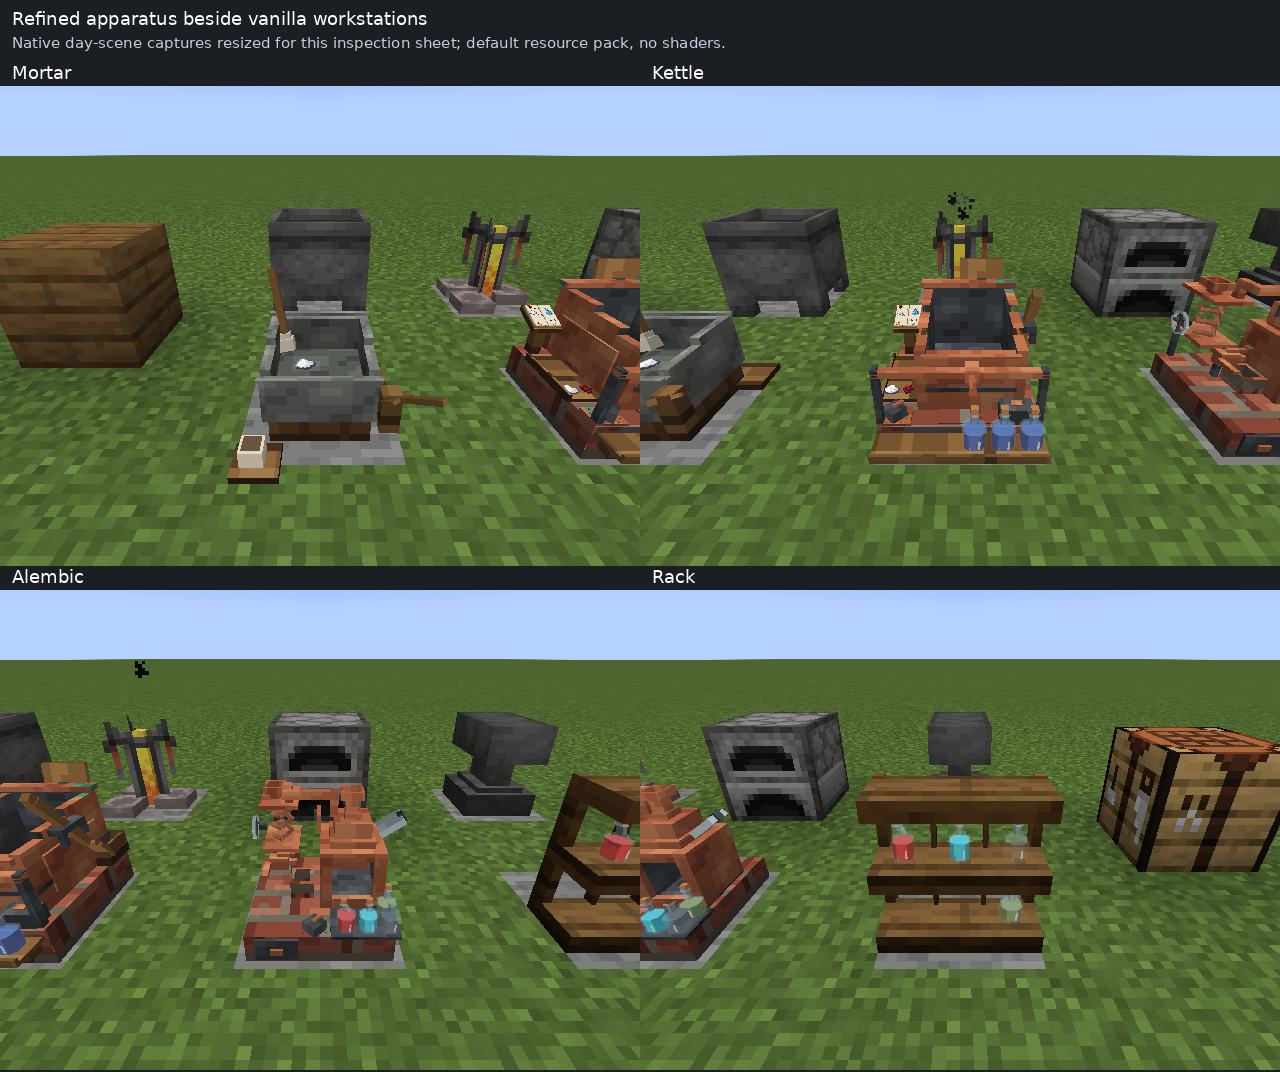 Refined apparatus beside vanilla workstations
Native day-scene captures resized for this inspection sheet; default resource pack, no shaders.
Mortar
Kettle
Alembic
Rack